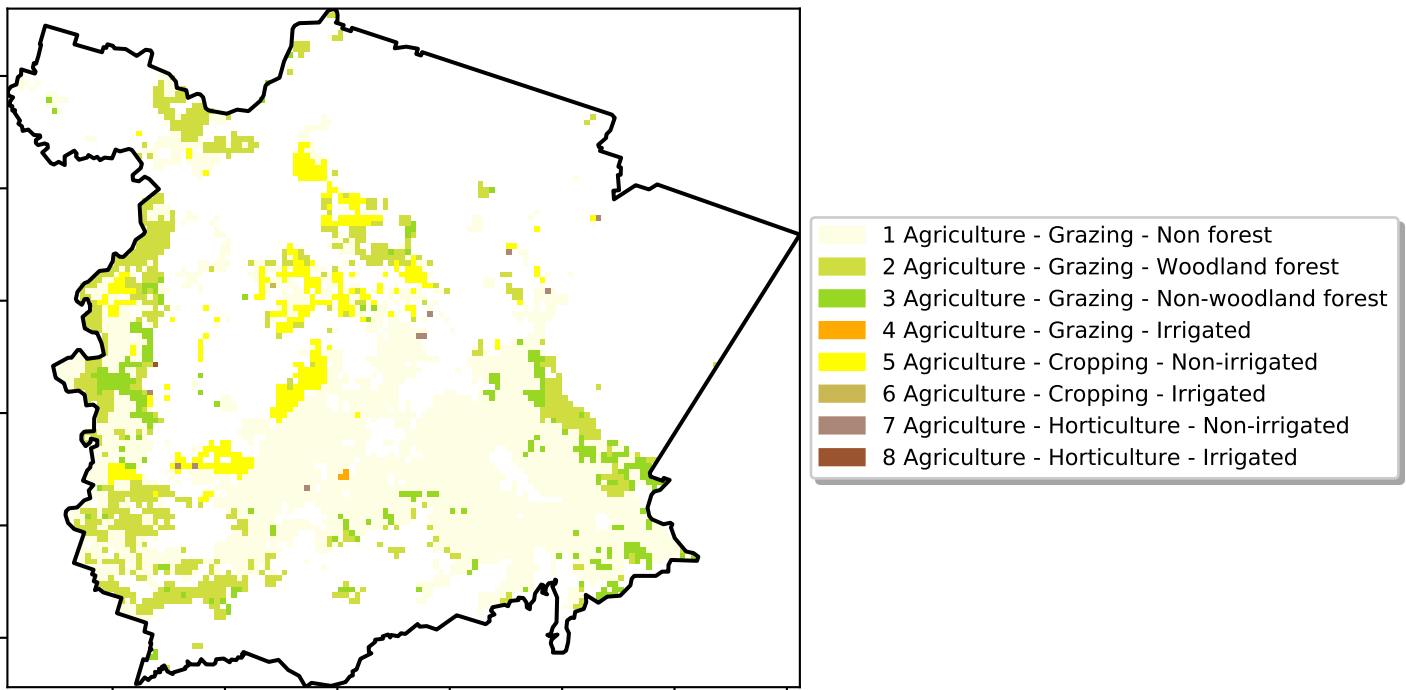 1 Agriculture - Grazing - Non forest
2 Agriculture - Grazing - Woodland forest
3 Agriculture - Grazing - Non-woodland forest
4 Agriculture - Grazing - Irrigated
5 Agriculture - Cropping - Non-irrigated
6 Agriculture - Cropping - Irrigated
7 Agriculture - Horticulture - Non-irrigated
8 Agriculture - Horticulture - Irrigated